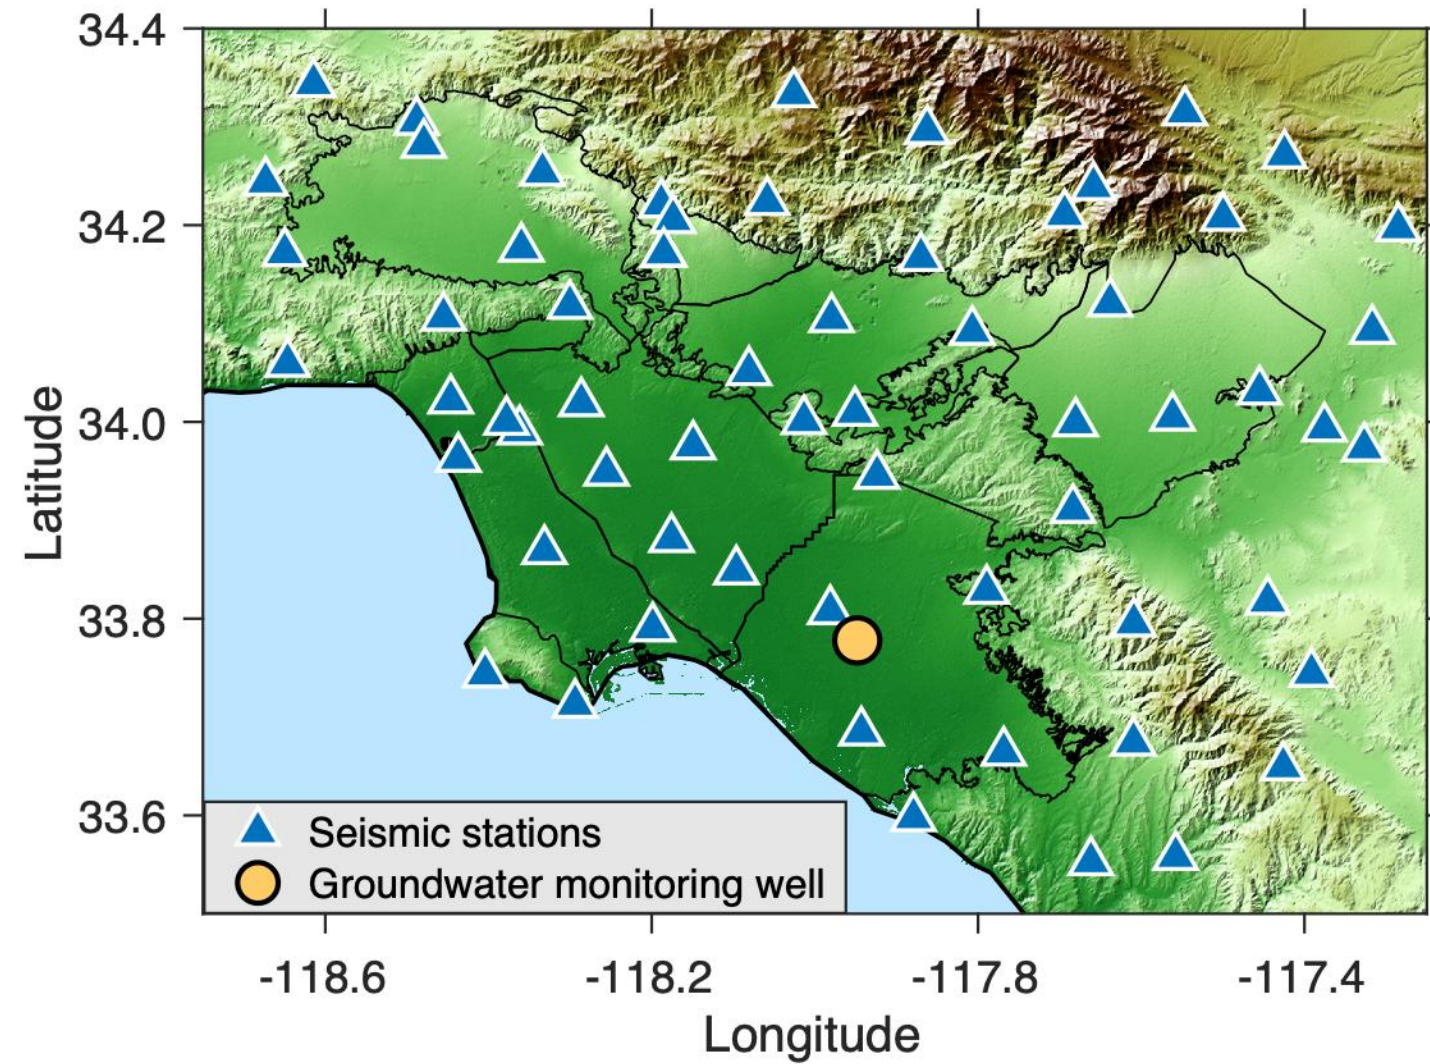 34.4
34.2
34.0
33.8
33.6
Latitude
Seismic stations
Groundwater monitoring well
-118.6 -118.2 -117.8 -117.4
Longitude